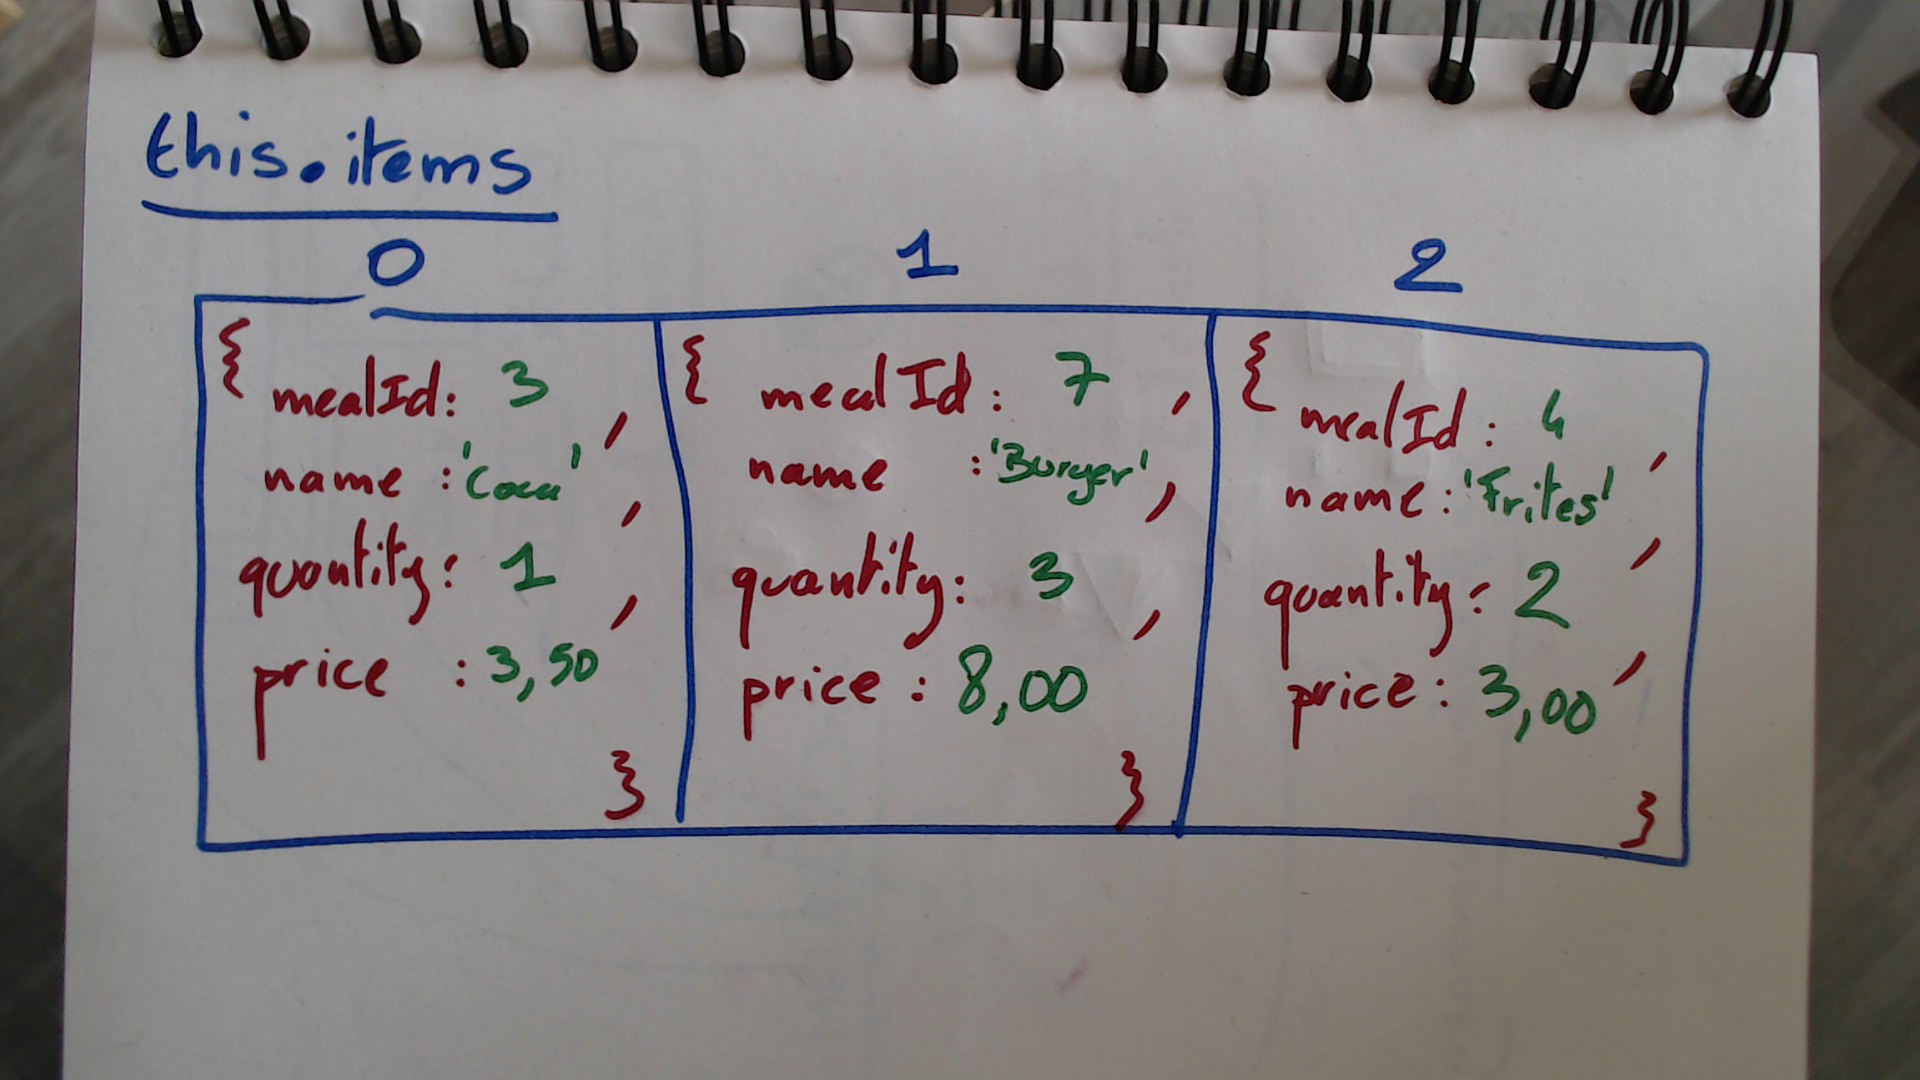 this.items
0 1 2
{ mealId: 3 ,
name : 'Coca' ,
quantity: 1 ,
price : 3,50
}
{ mealId : 7 ,
name : 'Burger' ,
quantity: 3 ,
price : 8,00
}
{ mealId : 4 ,
name : 'Frites' ,
quantity : 2 ,
price : 3,00
}